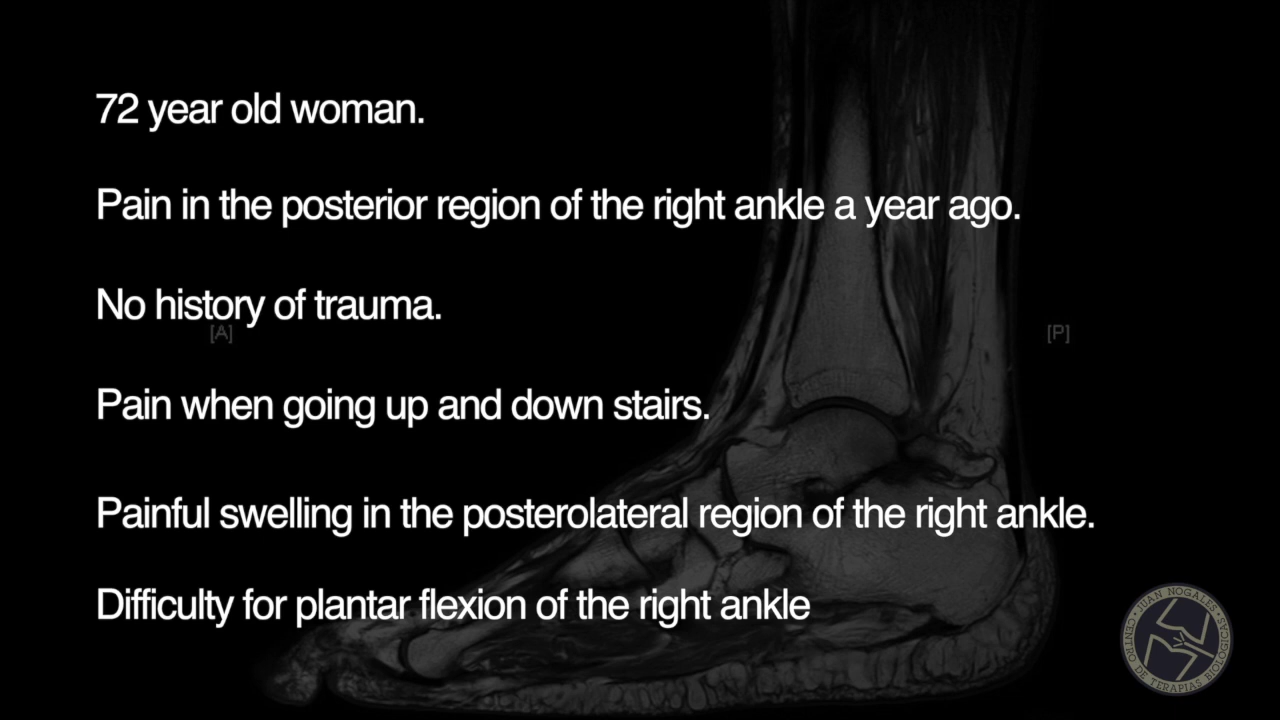 72 year old woman.
Pain in the posterior region of the right ankle a year ago.
No history of trauma.
[A]
[P]
Pain when going up and down stairs.
Painful swelling in the posterolateral region of the right ankle.
Difficulty for plantar flexion of the right ankle
JUAN NOGALES
CENTRO DE TERAPIAS BIOLOGICAS